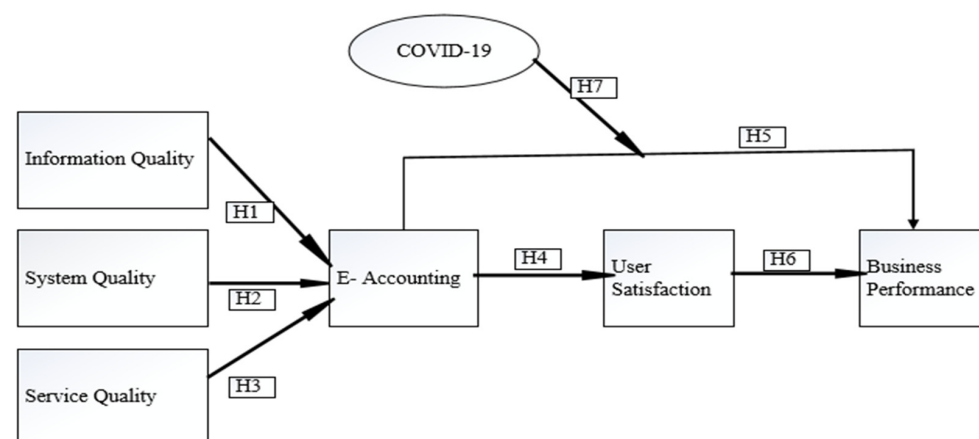 COVID-19
H7
H5
Information Quality
H1
System Quality
H2
Service Quality
H3
E- Accounting
H4
User
Satisfaction
H6
Business
Performance